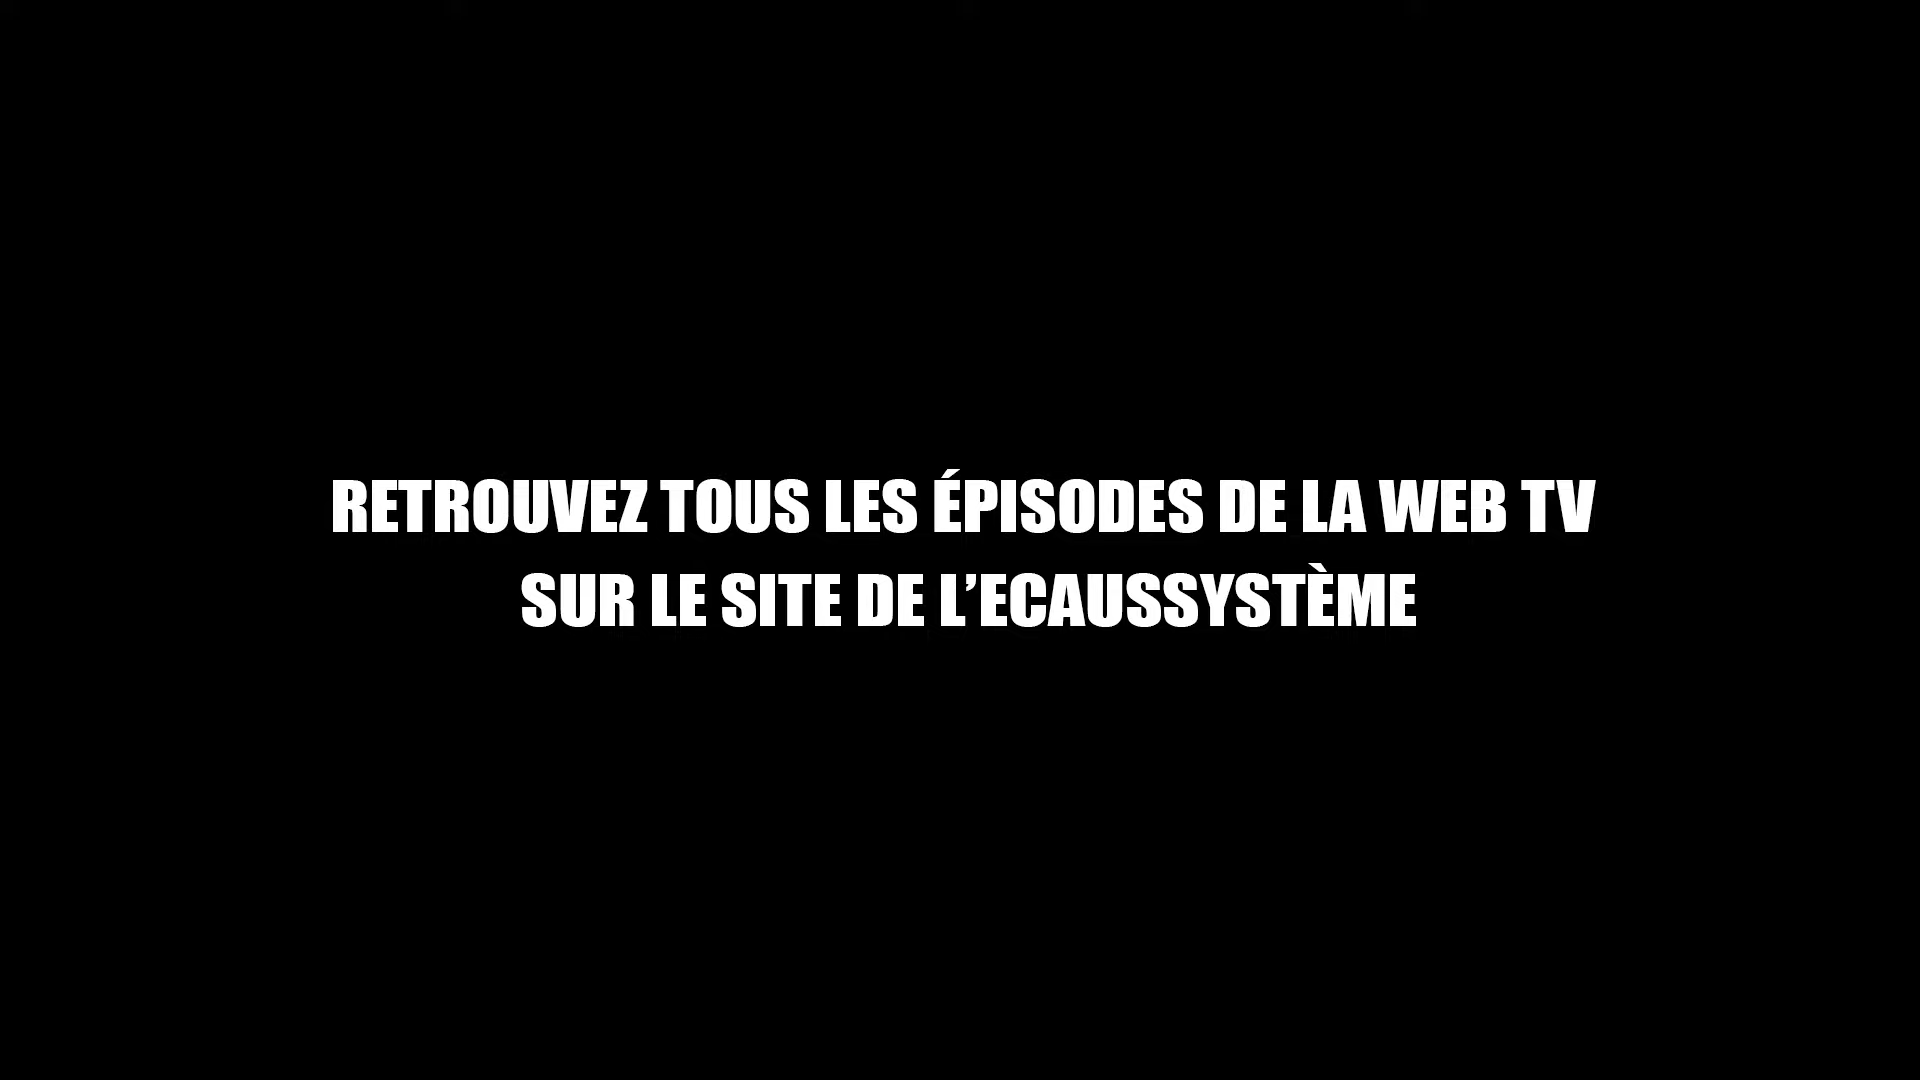 RETROUVEZ TOUS LES ÉPISODES DE LA WEB TV
SUR LE SITE DE L’ECAUSSYSTÈME